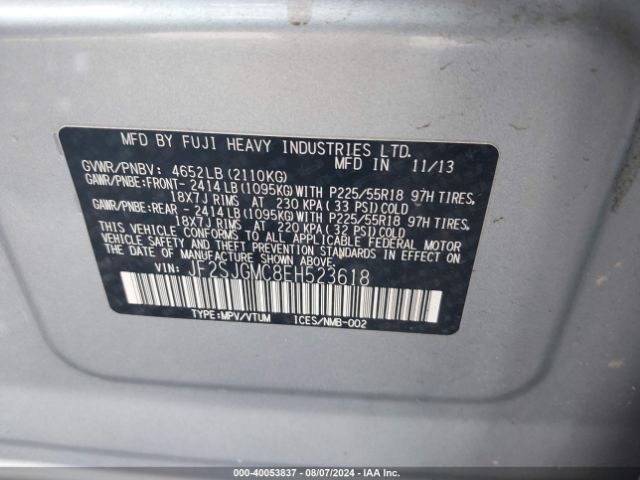 MFD BY FUJI HEAVY INDUSTRIES LTD.
MFD IN 11/13
GVWR/PNBV: 4652LB (2110KG)
GAWR/PNBE:FRONT- 2414LB (1095KG) WITH P225/55R18 97H TIRES,
18X7J RIMS AT 230 KPA (33 PSI)COLD
GAWR/PNBE:REAR - 2414LB (1095KG) WITH P225/55R18 97H TIRES,
18X7J RIMS AT 220 KPA (32 PSI)COLD
THIS VEHICLE CONFORMS TO ALL APPLICABLE FEDERAL MOTOR
VEHICLE SAFETY AND THEFT PREVENTION STANDARDS IN EFFECT ON
THE DATE OF MANUFACTURE SHOWN ABOVE.
VIN: JF2SJGMC8EH523618
TYPE:MPV/VTUM ICES/NMB-002
000-40053837 - 08/07/2024 - IAA Inc.